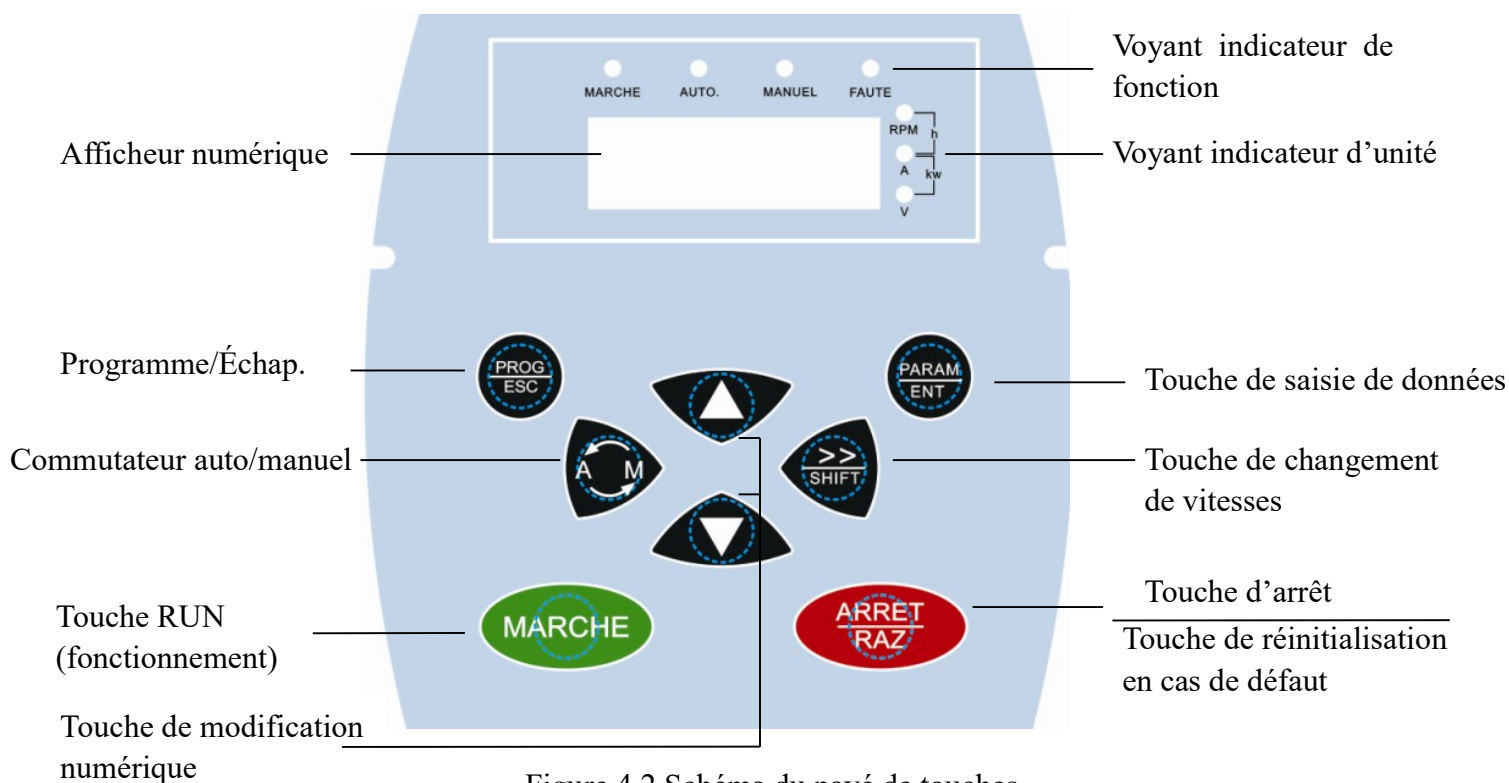 Voyant indicateur de
fonction
MARCHE AUTO. MANUEL FAUTE
RPM h
Afficheur numérique
Voyant indicateur d’unité
A kw
V
Programme/Échap.
PROG
ESC
PARAM
ENT
Touche de saisie de données
Commutateur auto/manuel
A M
>>
SHIFT
Touche de changement
de vitesses
Touche RUN
(fonctionnement)
MARCHE
ARRET
RAZ
Touche d’arrêt
Touche de réinitialisation
en cas de défaut
Touche de modification
numérique
Figure 4.2 Schéma du pavé de touches